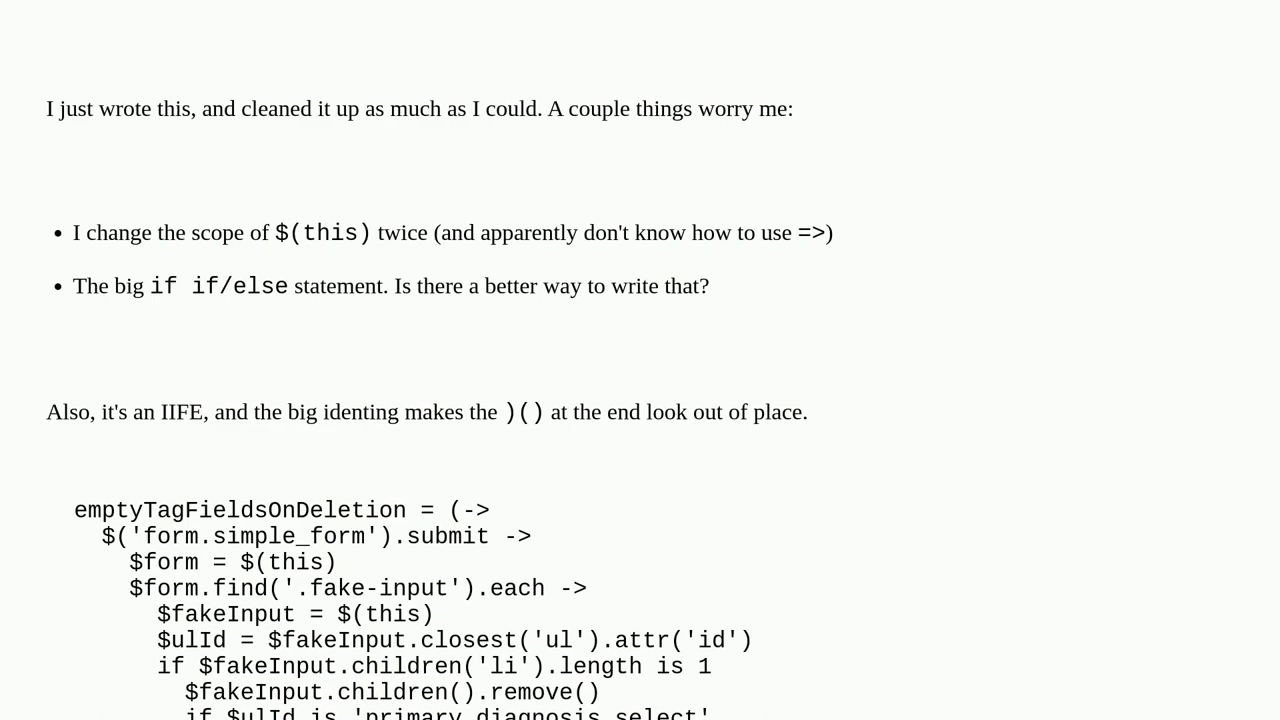 I just wrote this, and cleaned it up as much as I could. A couple things worry me:
• I change the scope of $(this) twice (and apparently don't know how to use =>)
• The big if if/else statement. Is there a better way to write that?
Also, it's an IIFE, and the big identing makes the )() at the end look out of place.
emptyTagFieldsOnDeletion = (->
  $('form.simple_form').submit ->
    $form = $(this)
    $form.find('.fake-input').each ->
      $fakeInput = $(this)
      $ulId = $fakeInput.closest('ul').attr('id')
      if $fakeInput.children('li').length is 1
        $fakeInput.children().remove()
        if $ulId is 'primary_diagnosis_select'